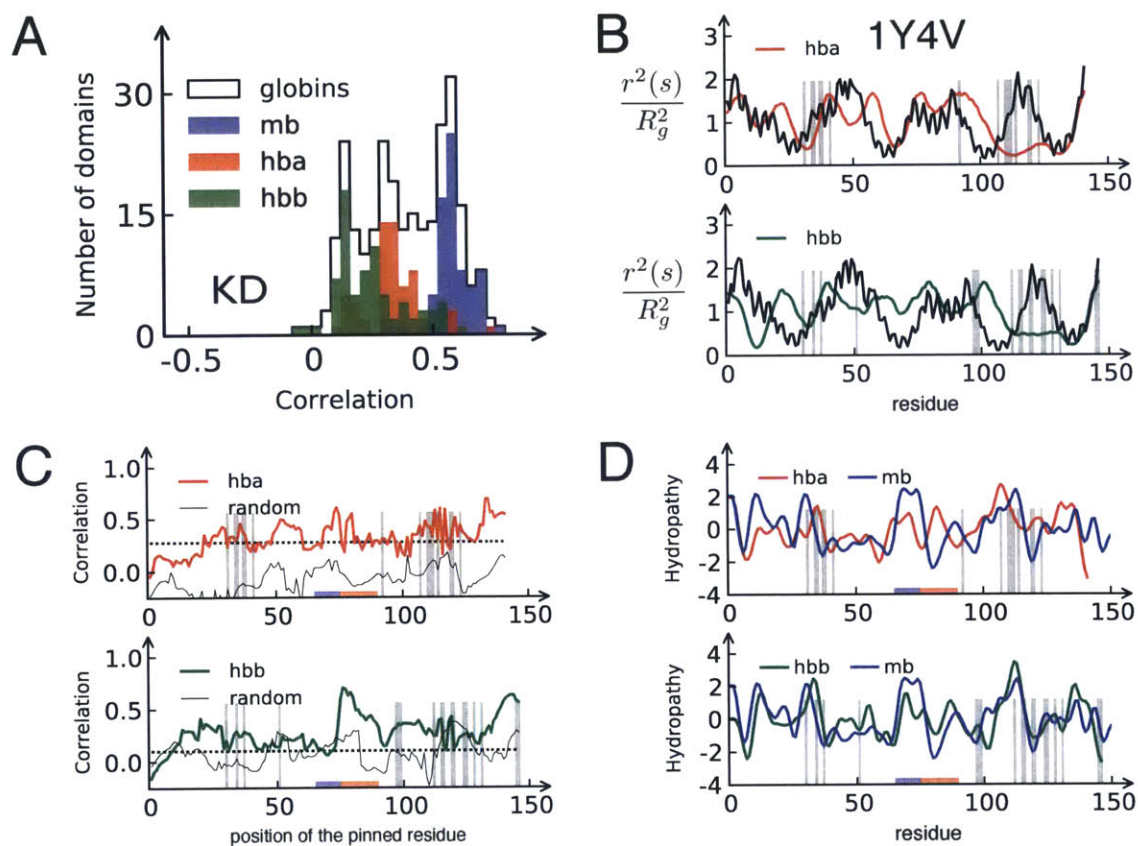 A
Number of domains
30
15
0
globins
mb
hba
hbb
KD
-0.5
0
0.5
Correlation
B
1Y4V
hba
r²(s)
R_g²
3
2
1
0
0
50
100
150
hbb
r²(s)
R_g²
3
2
1
0
0
50
100
150
residue
C
Correlation
1.0
0.5
0.0
hba
random
0
50
100
150
Correlation
1.0
0.5
0.0
hbb
random
0
50
100
150
position of the pinned residue
D
Hydropathy
4
2
0
-2
-4
hba mb
0
50
100
150
Hydropathy
4
2
0
-2
-4
hbb mb
0
50
100
150
residue